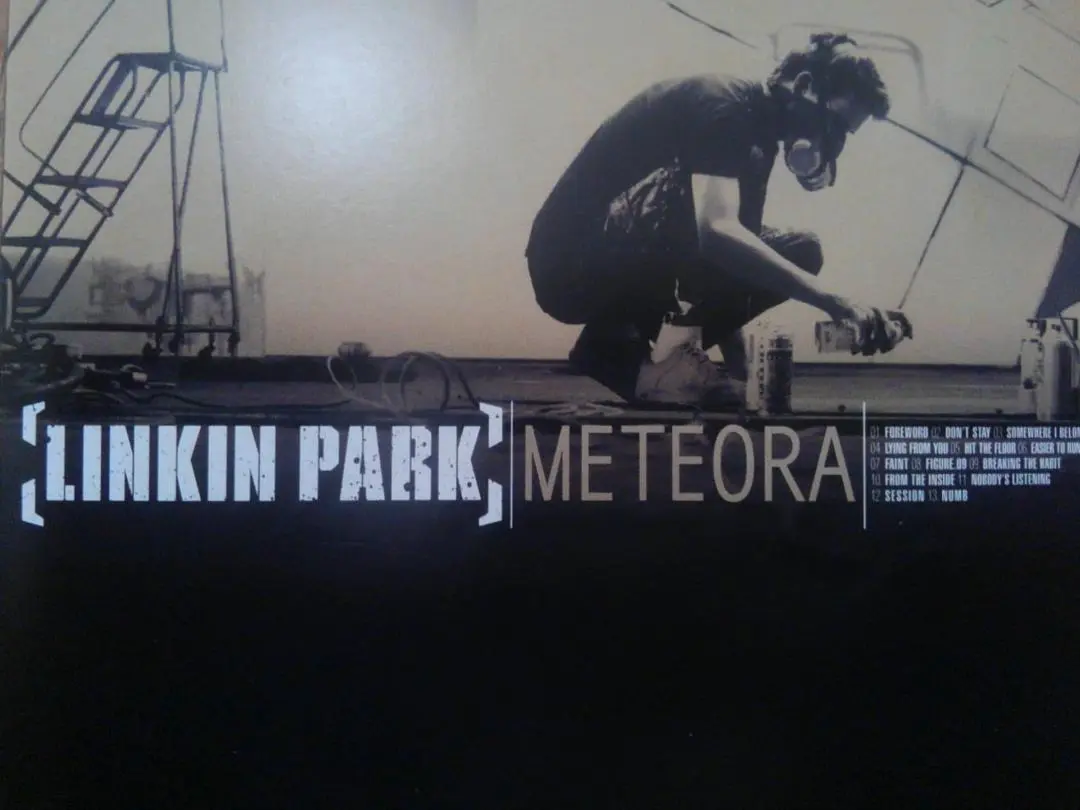 LINKIN PARK
METEORA
01 FOREWORD 02 DON'T STAY 03 SOMEWHERE I BELON
04 LYING FROM YOU 05 HIT THE FLOOR 06 EASIER TO RUN
07 FAINT 08 FIGURE.09 09 BREAKING THE HABIT
10 FROM THE INSIDE 11 NOBODY'S LISTENING
12 SESSION 13 NUMB